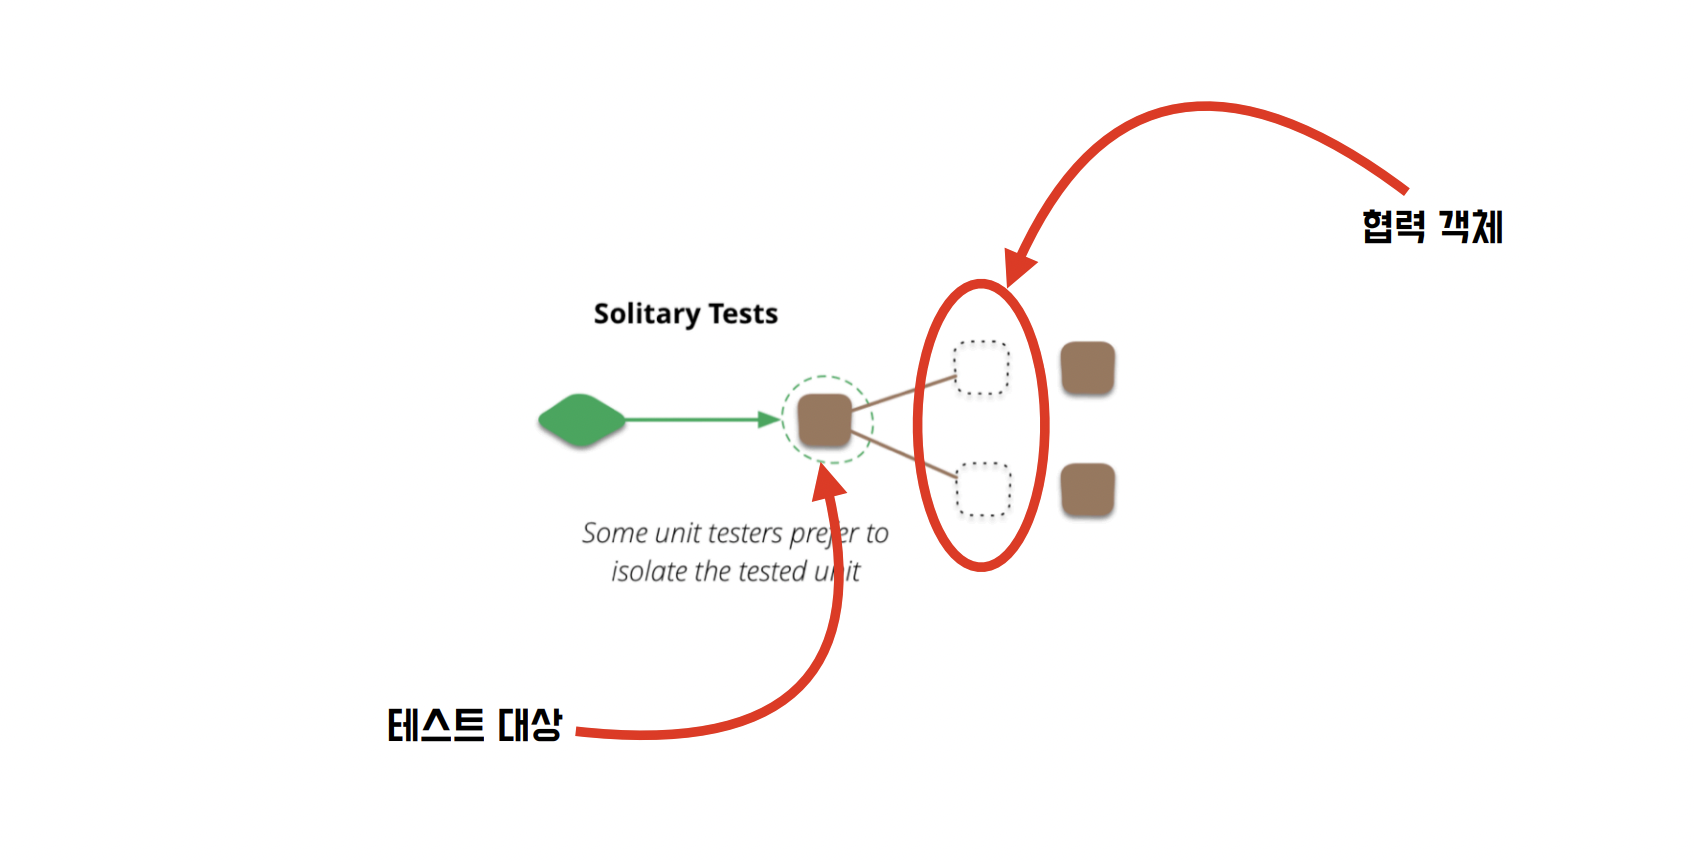 협력 객체
Solitary Tests
Some unit testers prefer to
isolate the tested unit
테스트 대상